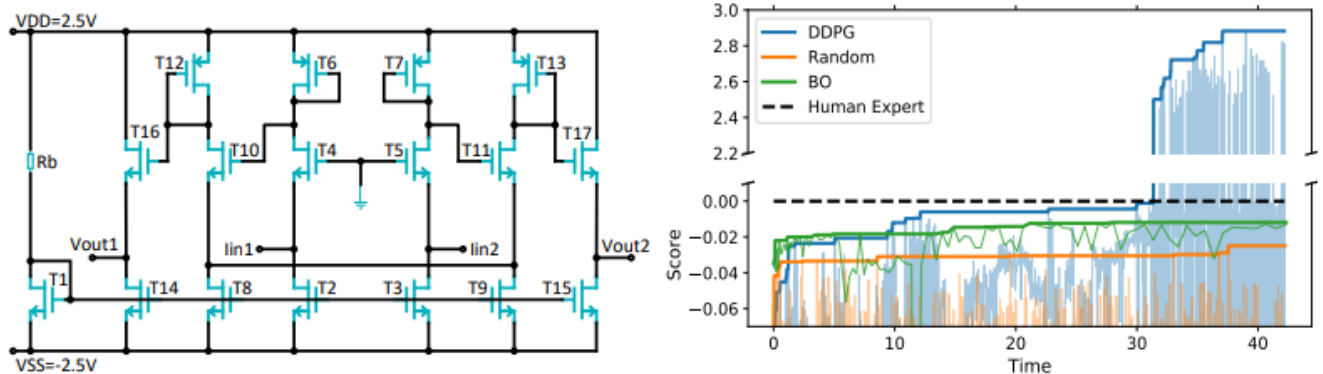 VDD=2.5V
T12
T6
T7
T13
T16
T10
T4
T5
T11
T17
Rb
Vout1
Iin1
Iin2
Vout2
T1
T14
T8
T2
T3
T9
T15
VSS=-2.5V
3.0
2.8
2.6
2.4
2.2
0.00
−0.02
−0.04
−0.06
Score
DDPG
Random
BO
Human Expert
0
10
20
30
40
Time